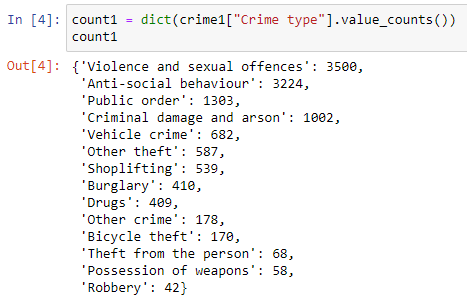 In [4]: count1 = dict(crime1["Crime type"].value_counts())
count1
Out[4]: {'Violence and sexual offences': 3500,
'Anti-social behaviour': 3224,
'Public order': 1303,
'Criminal damage and arson': 1002,
'Vehicle crime': 682,
'Other theft': 587,
'Shoplifting': 539,
'Burglary': 410,
'Drugs': 409,
'Other crime': 178,
'Bicycle theft': 170,
'Theft from the person': 68,
'Possession of weapons': 58,
'Robbery': 42}